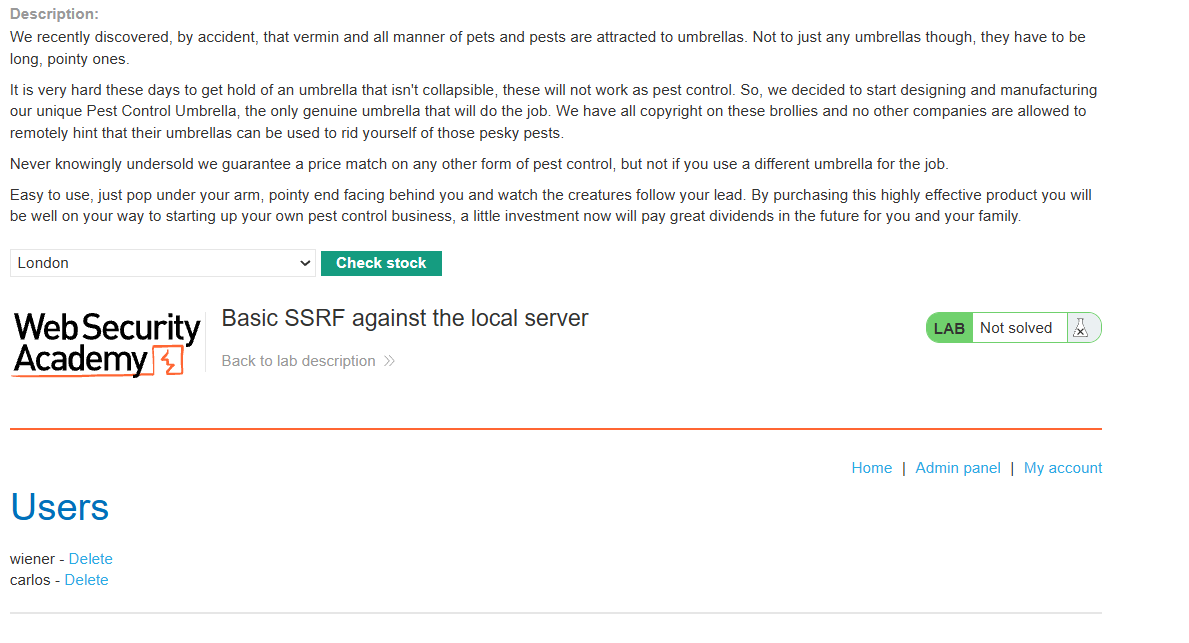 Description:
We recently discovered, by accident, that vermin and all manner of pets and pests are attracted to umbrellas. Not to just any umbrellas though, they have to be
long, pointy ones.
It is very hard these days to get hold of an umbrella that isn't collapsible, these will not work as pest control. So, we decided to start designing and manufacturing
our unique Pest Control Umbrella, the only genuine umbrella that will do the job. We have all copyright on these brollies and no other companies are allowed to
remotely hint that their umbrellas can be used to rid yourself of those pesky pests.
Never knowingly undersold we guarantee a price match on any other form of pest control, but not if you use a different umbrella for the job.
Easy to use, just pop under your arm, pointy end facing behind you and watch the creatures follow your lead. By purchasing this highly effective product you will
be well on your way to starting up your own pest control business, a little investment now will pay great dividends in the future for you and your family.
London Check stock
Web Security
Academy
Basic SSRF against the local server
Back to lab description
LAB Not solved
Home | Admin panel | My account
Users
wiener - Delete
carlos - Delete